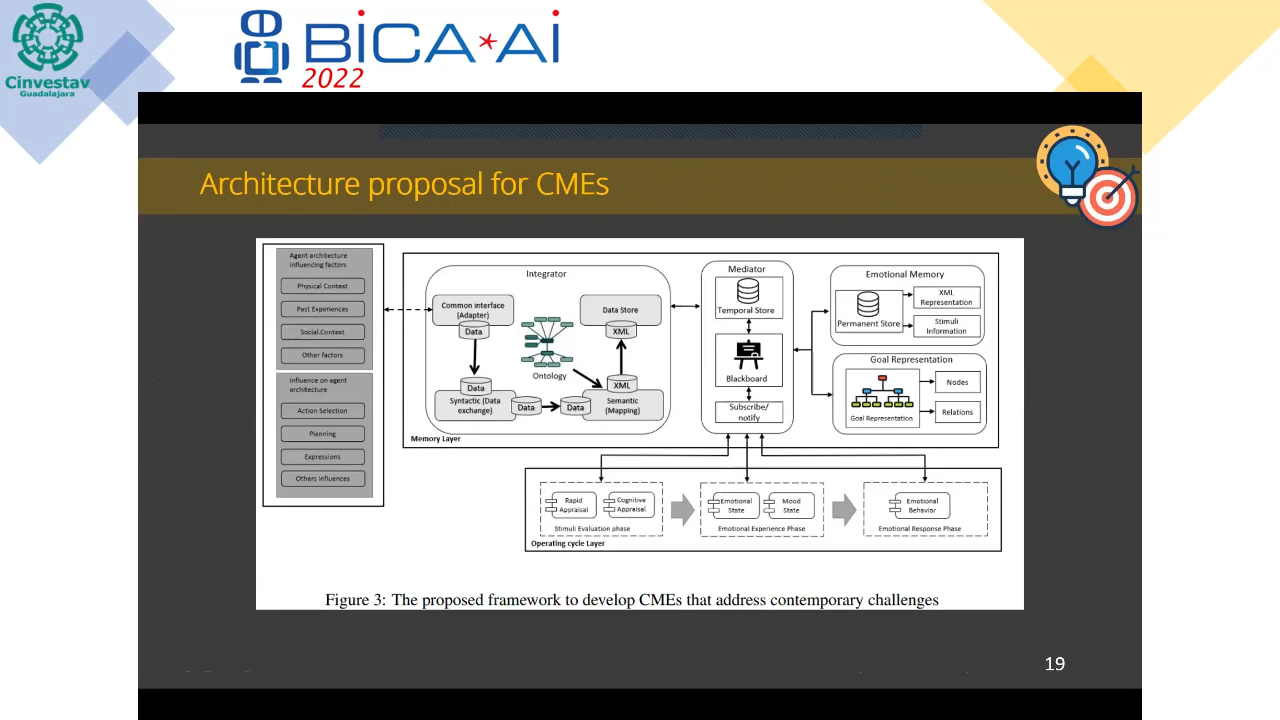 Cinvestav
Guadalajara
BiCA*Ai
2022
Architecture proposal for CMEs
Agent architecture
influencing factors
Physical Context
Past Experiences
Social Context
Other factors
Influence on agent
architecture
Action Selection
Planning
Expressions
Others influences
Integrator
Common interface
(Adapter)
Data
Data Store
XML
Ontology
Data
Syntactic (Data
exchange)
Data
Data
XML
Semantic
(Mapping)
Memory Layer
Mediator
Temporal Store
Blackboard
Subscribe/
notify
Emotional Memory
Permanent Store
XML
Representation
Stimuli
Information
Goal Representation
Goal Representation
Nodes
Relations
Rapid
Appraisal
Cognitive
Appraisal
Stimuli Evaluation phase
Emotional
State
Mood
State
Emotional Experience Phase
Emotional
Behavior
Emotional Response Phase
Operating cycle Layer
Figure 3: The proposed framework to develop CMEs that address contemporary challenges
19